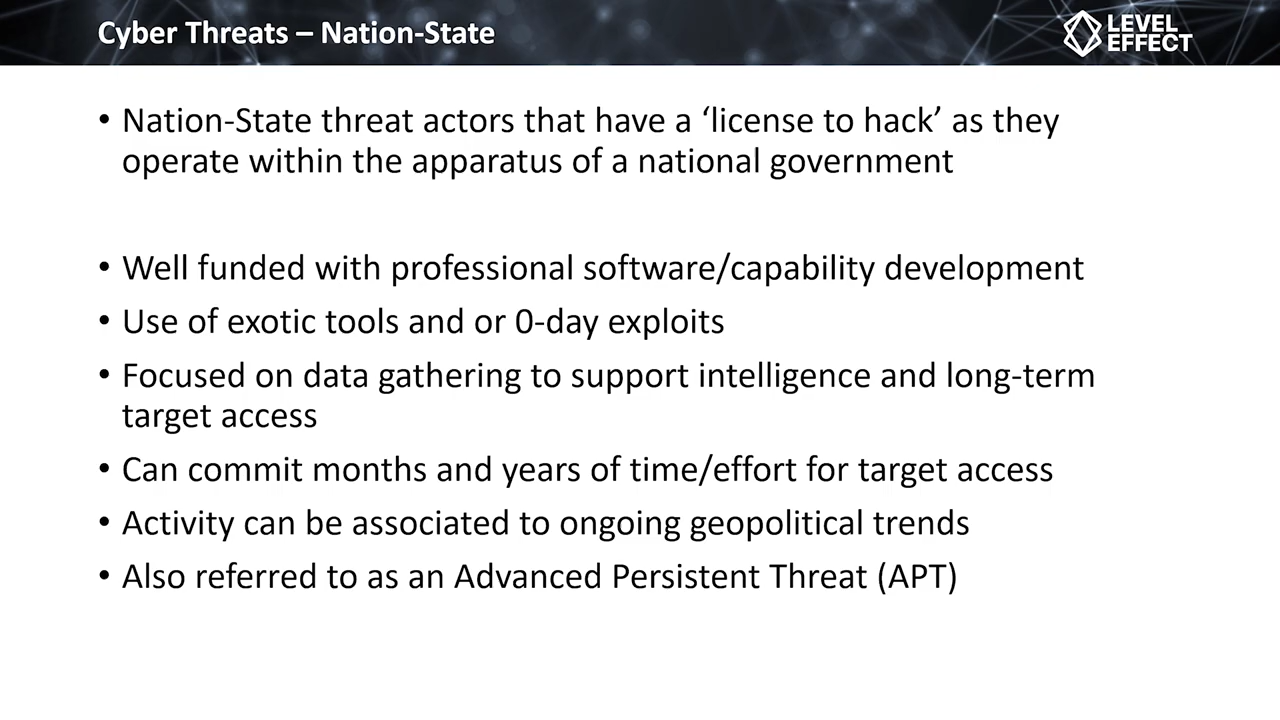 Cyber Threats – Nation-State
LEVEL
EFFECT
• Nation-State threat actors that have a ‘license to hack’ as they
operate within the apparatus of a national government
• Well funded with professional software/capability development
• Use of exotic tools and or 0-day exploits
• Focused on data gathering to support intelligence and long-term
target access
• Can commit months and years of time/effort for target access
• Activity can be associated to ongoing geopolitical trends
• Also referred to as an Advanced Persistent Threat (APT)